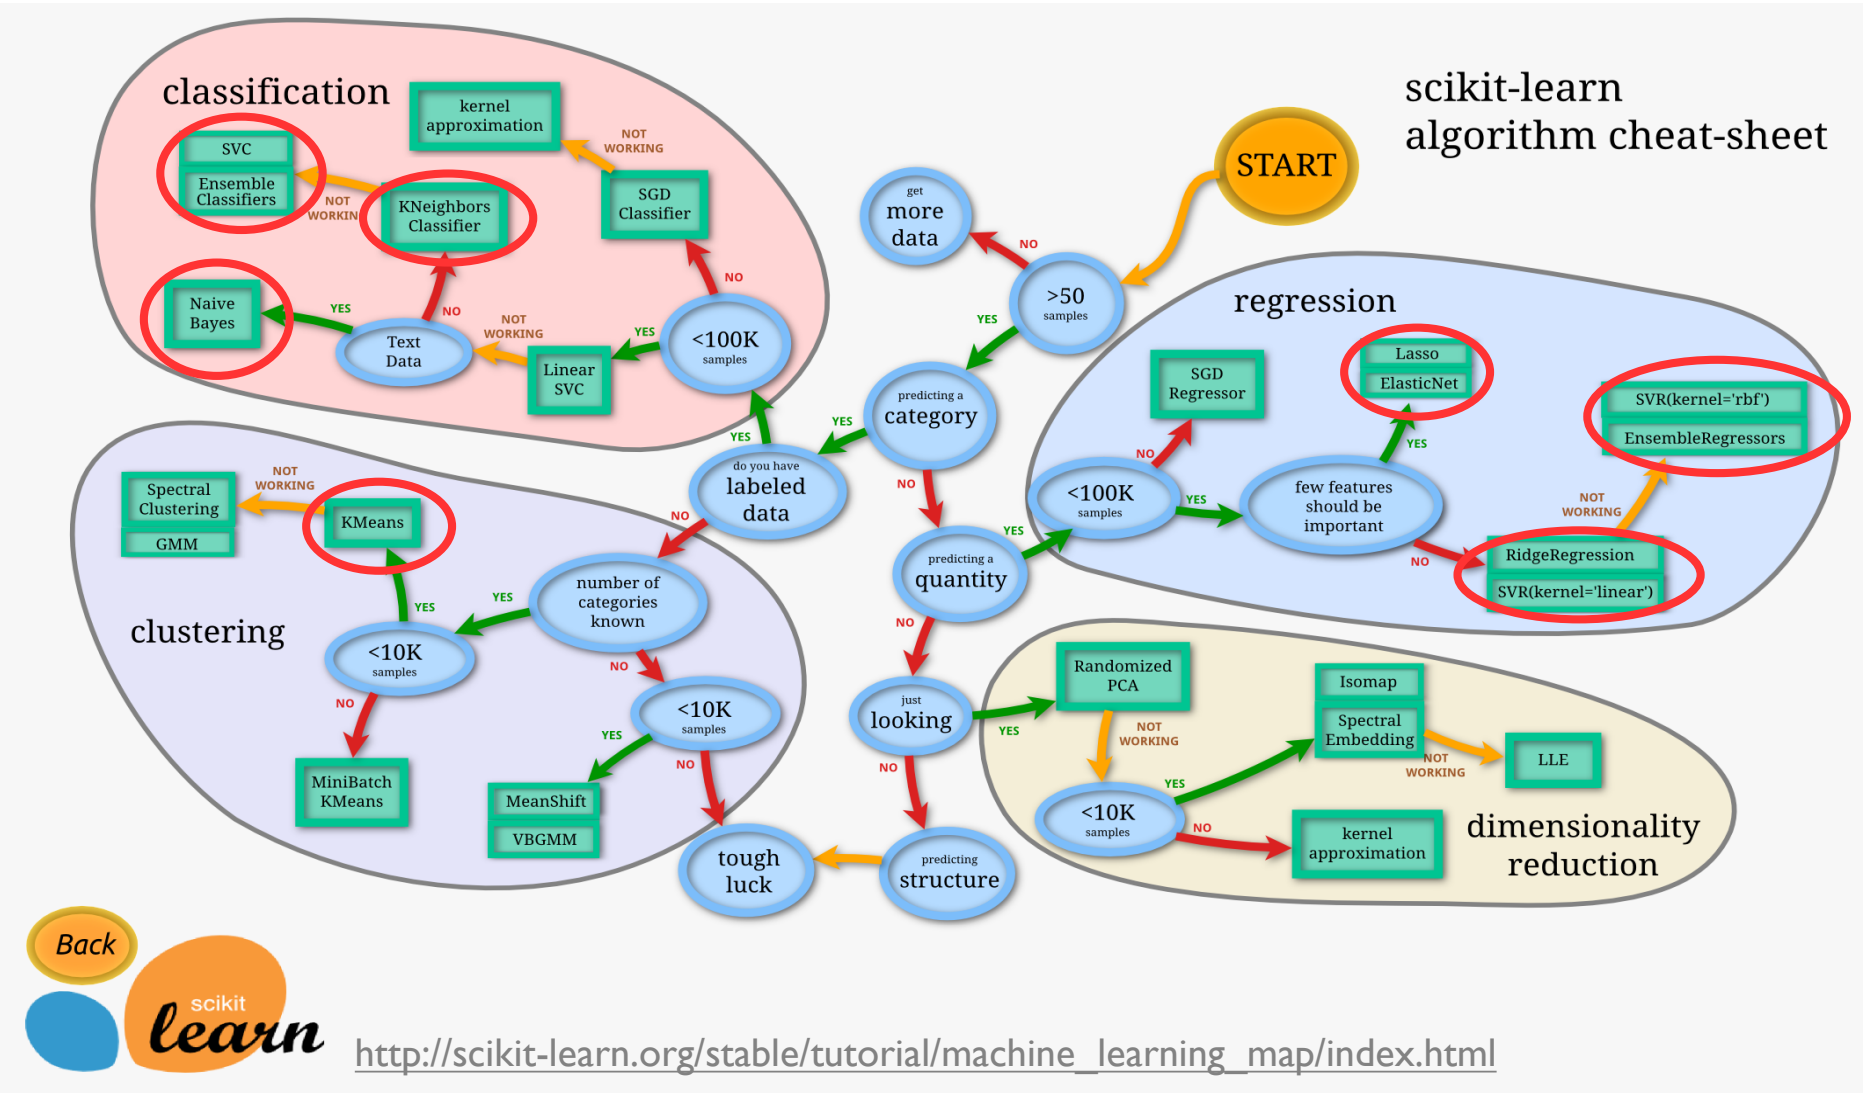 scikit-learn
algorithm cheat-sheet
START
get
more
data
NO
>50
samples
YES
predicting a
category
YES
NO
do you have
labeled
data
YES
NO
predicting a
quantity
YES
NO
just
looking
YES
NO
predicting
structure
tough
luck
classification
kernel
approximation
NOT
WORKING
SVC
Ensemble
Classifiers
NOT
WORKING
KNeighbors
Classifier
SGD
Classifier
NO
Naive
Bayes
YES
NO
Text
Data
NOT
WORKING
Linear
SVC
YES
<100K
samples
regression
SGD
Regressor
NO
Lasso
ElasticNet
YES
SVR(kernel='rbf')
EnsembleRegressors
<100K
samples
YES
few features
should be
important
NOT
WORKING
NO
RidgeRegression
SVR(kernel='linear')
clustering
Spectral
Clustering
GMM
NOT
WORKING
KMeans
YES
number of
categories
known
YES
<10K
samples
NO
NO
<10K
samples
YES
NO
MiniBatch
KMeans
MeanShift
VBGMM
Randomized
PCA
NOT
WORKING
Isomap
Spectral
Embedding
NOT
WORKING
LLE
YES
<10K
samples
NO
kernel
approximation
dimensionality
reduction
Back
scikit
learn
http://scikit-learn.org/stable/tutorial/machine_learning_map/index.html